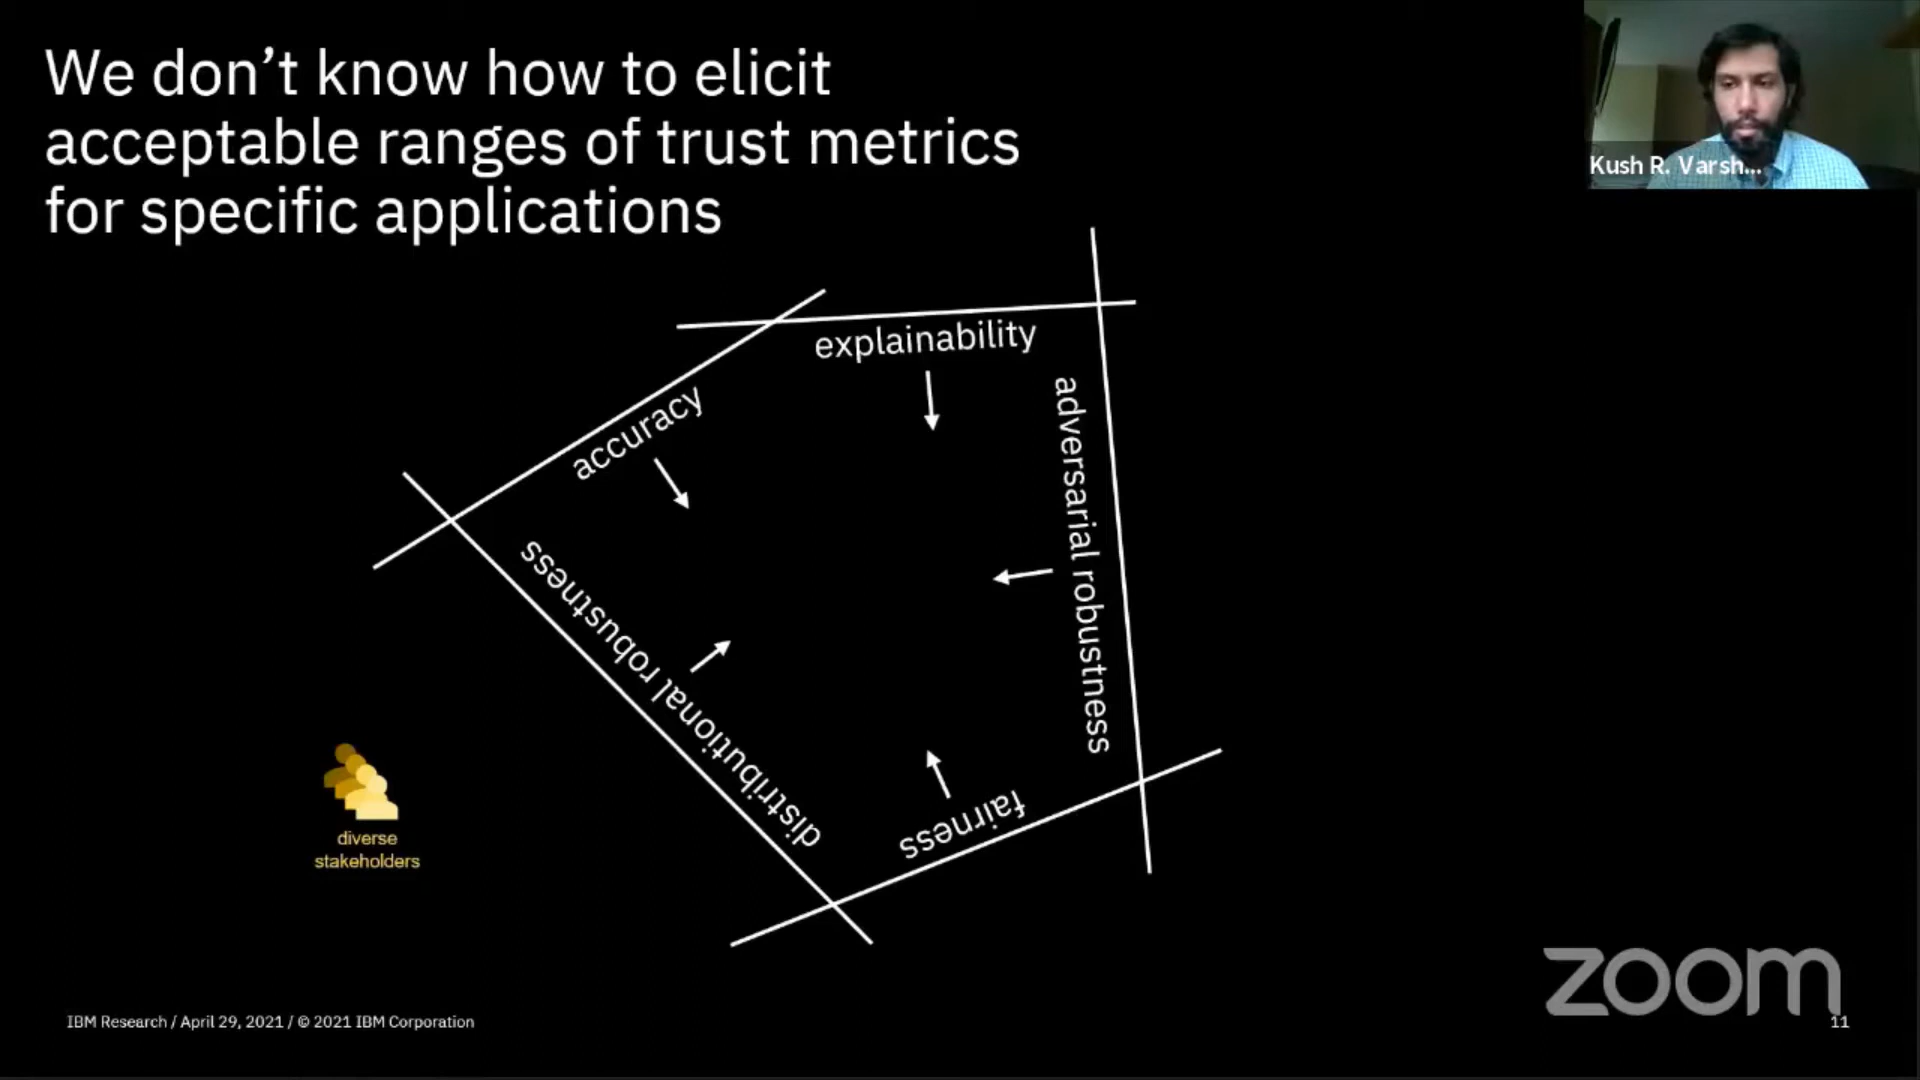 We don’t know how to elicit
acceptable ranges of trust metrics
for specific applications
Kush R. Varsh...
explainability
accuracy
adversarial robustness
distributional robustness
fairness
diverse
stakeholders
IBM Research / April 29, 2021 / © 2021 IBM Corporation
zoom
11